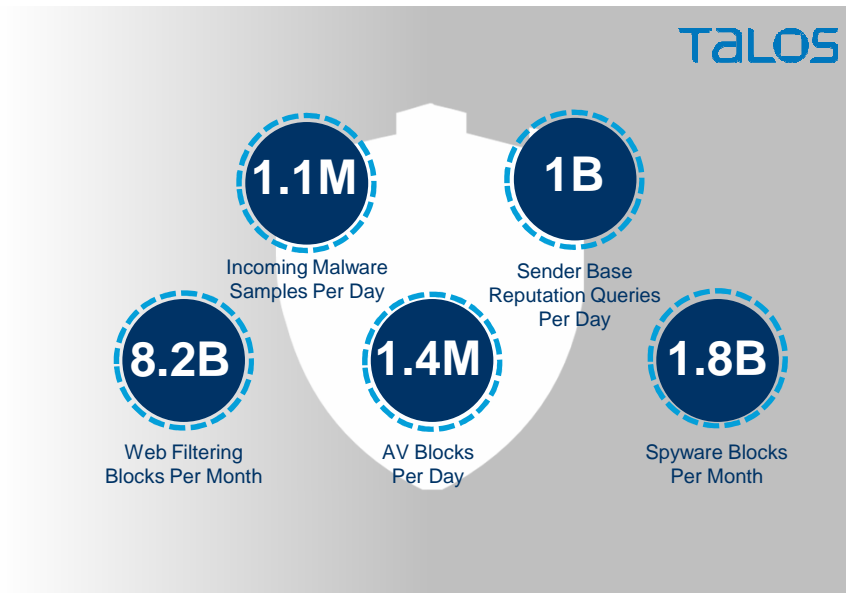 TALOS
1.1M
Incoming Malware
Samples Per Day
1B
Sender Base
Reputation Queries
Per Day
8.2B
Web Filtering
Blocks Per Month
1.4M
AV Blocks
Per Day
1.8B
Spyware Blocks
Per Month